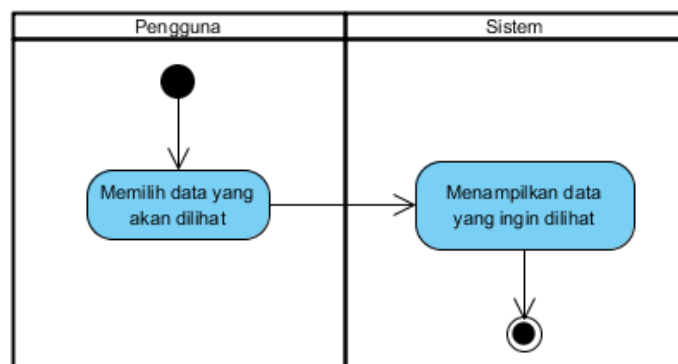 Pengguna
Sistem
Memilih data yang
akan dilihat
Menampilkan data
yang ingin dilihat